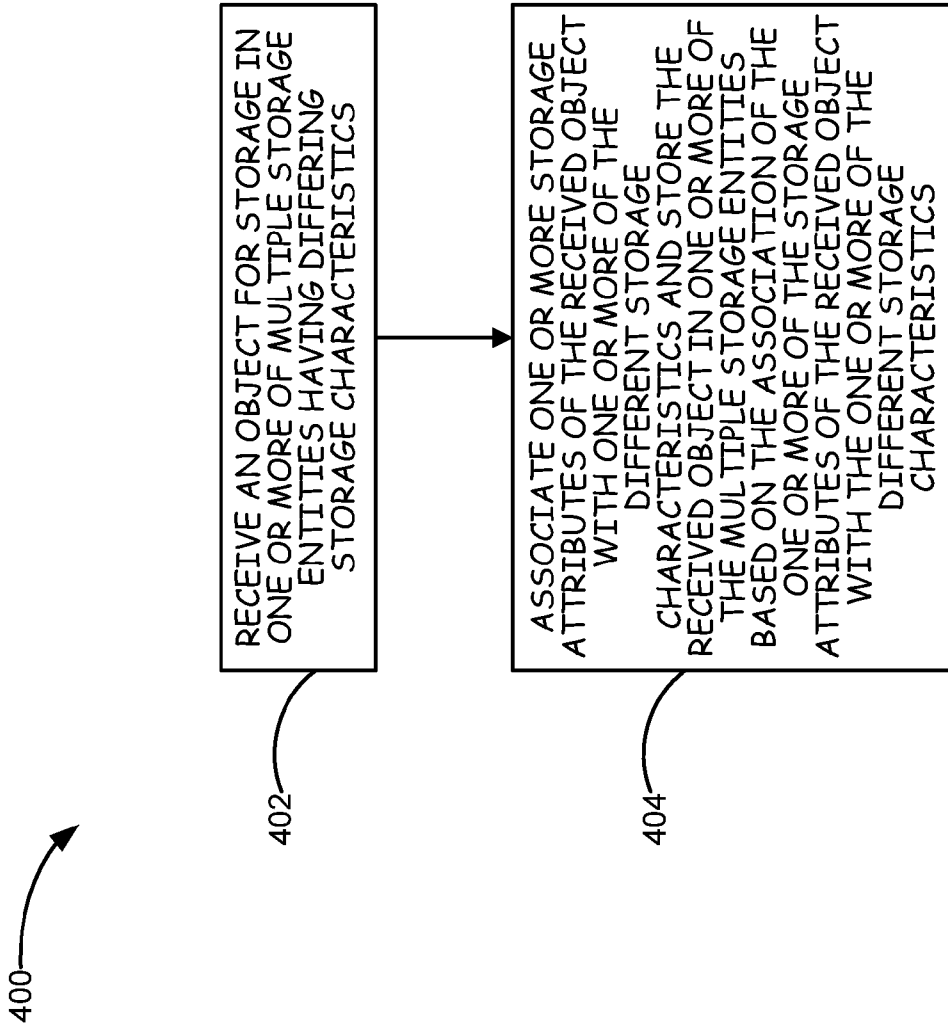 400
402
RECEIVE AN OBJECT FOR STORAGE IN
ONE OR MORE OF MULTIPLE STORAGE
ENTITIES HAVING DIFFERING
STORAGE CHARACTERISTICS
404
ASSOCIATE ONE OR MORE STORAGE
ATTRIBUTES OF THE RECEIVED OBJECT
WITH ONE OR MORE OF THE
DIFFERENT STORAGE
CHARACTERISTICS AND STORE THE
RECEIVED OBJECT IN ONE OR MORE OF
THE MULTIPLE STORAGE ENTITIES
BASED ON THE ASSOCIATION OF THE
ONE OR MORE OF THE STORAGE
ATTRIBUTES OF THE RECEIVED OBJECT
WITH THE ONE OR MORE OF THE
DIFFERENT STORAGE
CHARACTERISTICS